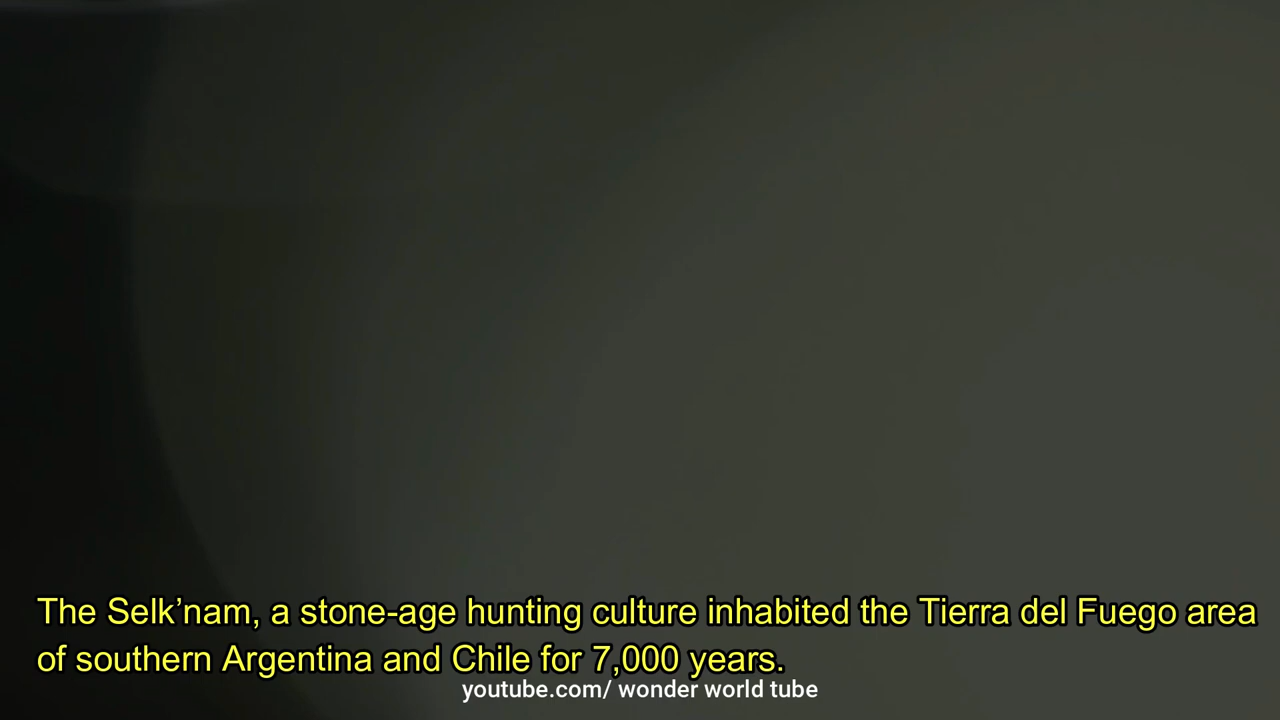 The Selk’nam, a stone-age hunting culture inhabited the Tierra del Fuego area
of southern Argentina and Chile for 7,000 years.
youtube.com/ wonder world tube